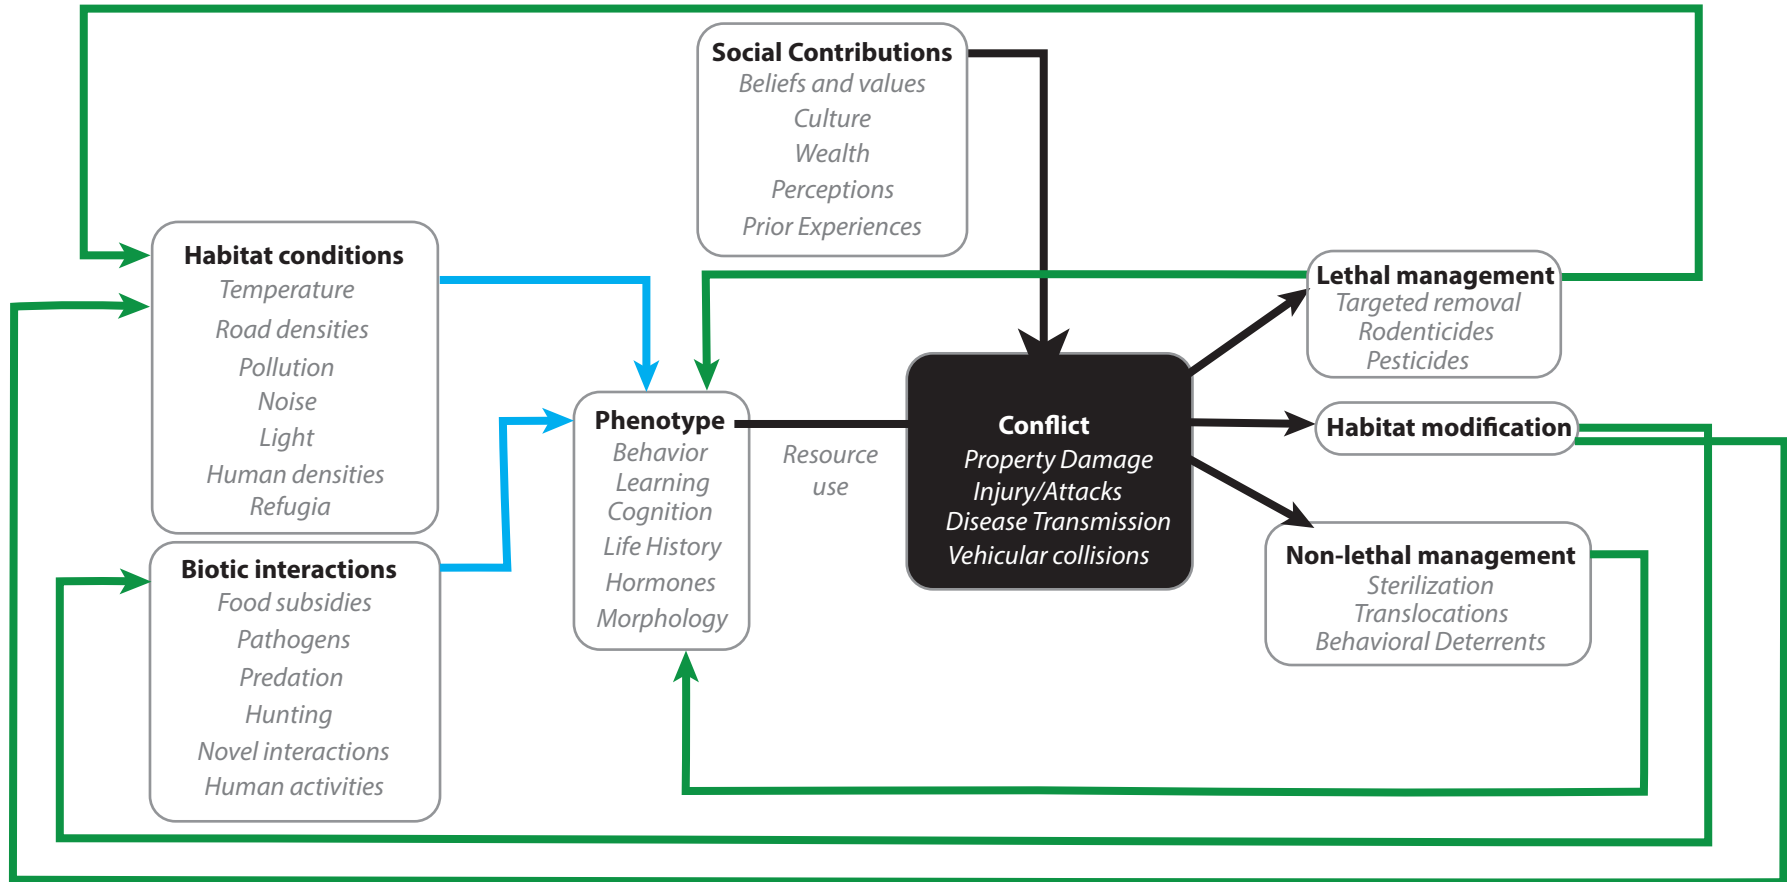 Social Contributions
Beliefs and values
Culture
Wealth
Perceptions
Prior Experiences
Habitat conditions
Temperature
Road densities
Pollution
Noise
Light
Human densities
Refugia
Biotic interactions
Food subsidies
Pathogens
Predation
Hunting
Novel interactions
Human activities
Phenotype
Behavior
Learning
Cognition
Life History
Hormones
Morphology
Resource
use
Conflict
Property Damage
Injury/Attacks
Disease Transmission
Vehicular collisions
Lethal management
Targeted removal
Rodenticides
Pesticides
Habitat modification
Non-lethal management
Sterilization
Translocations
Behavioral Deterrents